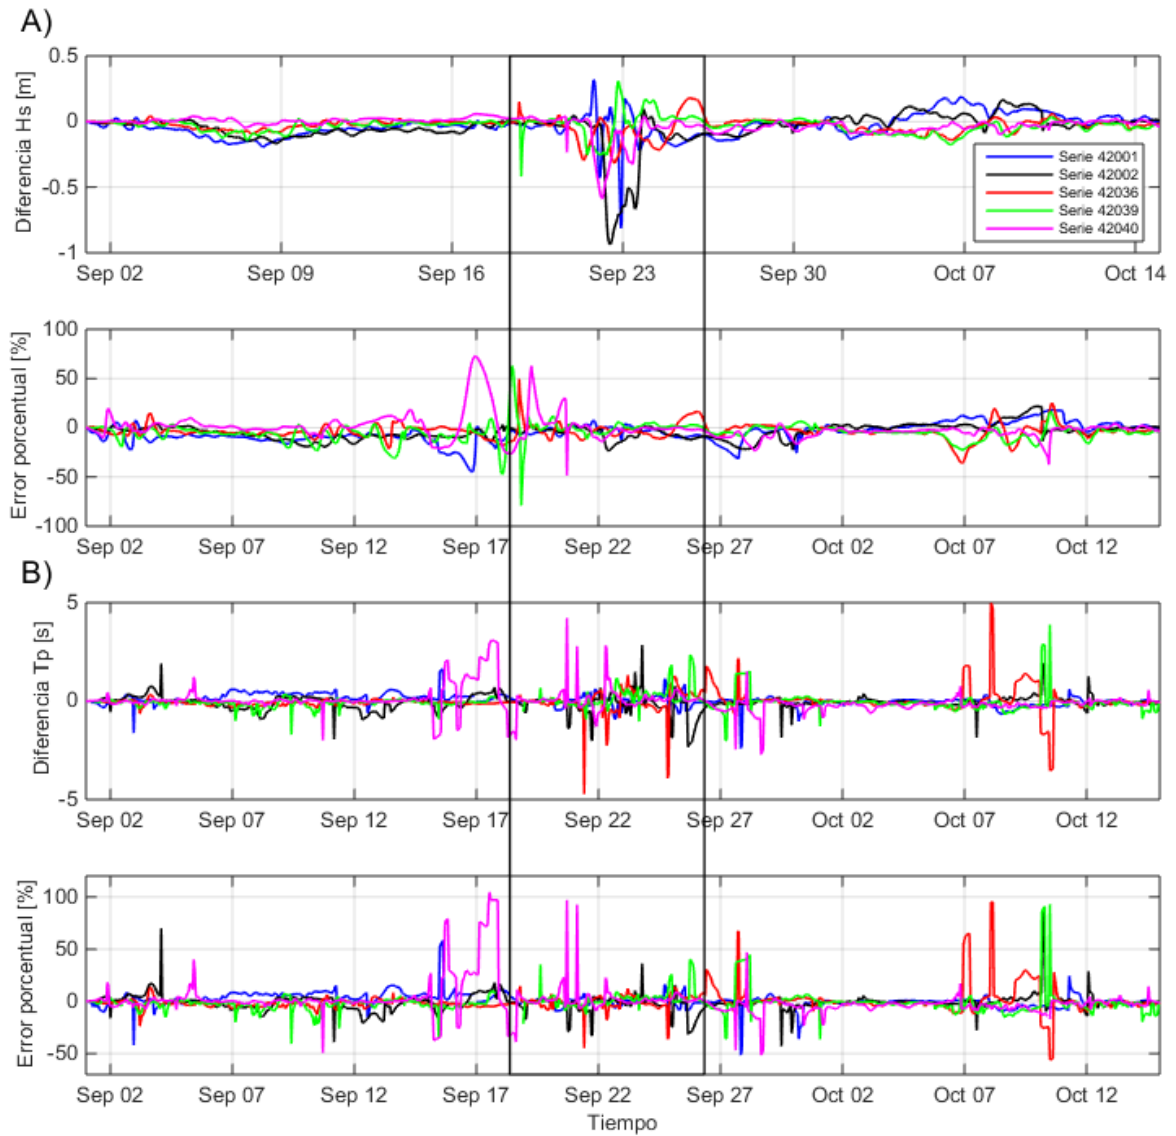 A)
Diferencia Hs [m]
0.5
0
-0.5
-1
Serie 42001
Serie 42002
Serie 42036
Serie 42039
Serie 42040
Sep 02 Sep 09 Sep 16 Sep 23 Sep 30 Oct 07 Oct 14
Error porcentual [%]
100
50
0
-50
-100
Sep 02 Sep 07 Sep 12 Sep 17 Sep 22 Sep 27 Oct 02 Oct 07 Oct 12
B)
Diferencia Tp [s]
5
0
-5
Sep 02 Sep 07 Sep 12 Sep 17 Sep 22 Sep 27 Oct 02 Oct 07 Oct 12
Error porcentual [%]
100
50
0
-50
Sep 02 Sep 07 Sep 12 Sep 17 Sep 22 Sep 27 Oct 02 Oct 07 Oct 12
Tiempo